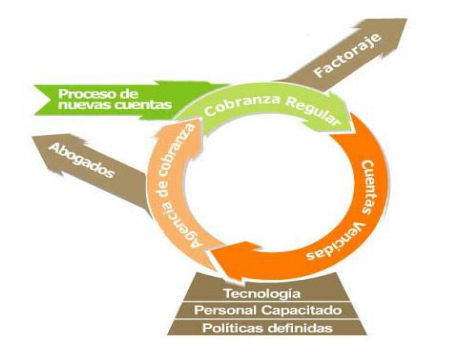 Factoraje
Proceso de
nuevas cuentas
Cobranza Regular
Abogados
Agencia de cobranza
Cuentas Vencidas
Tecnología
Personal Capacitado
Políticas definidas